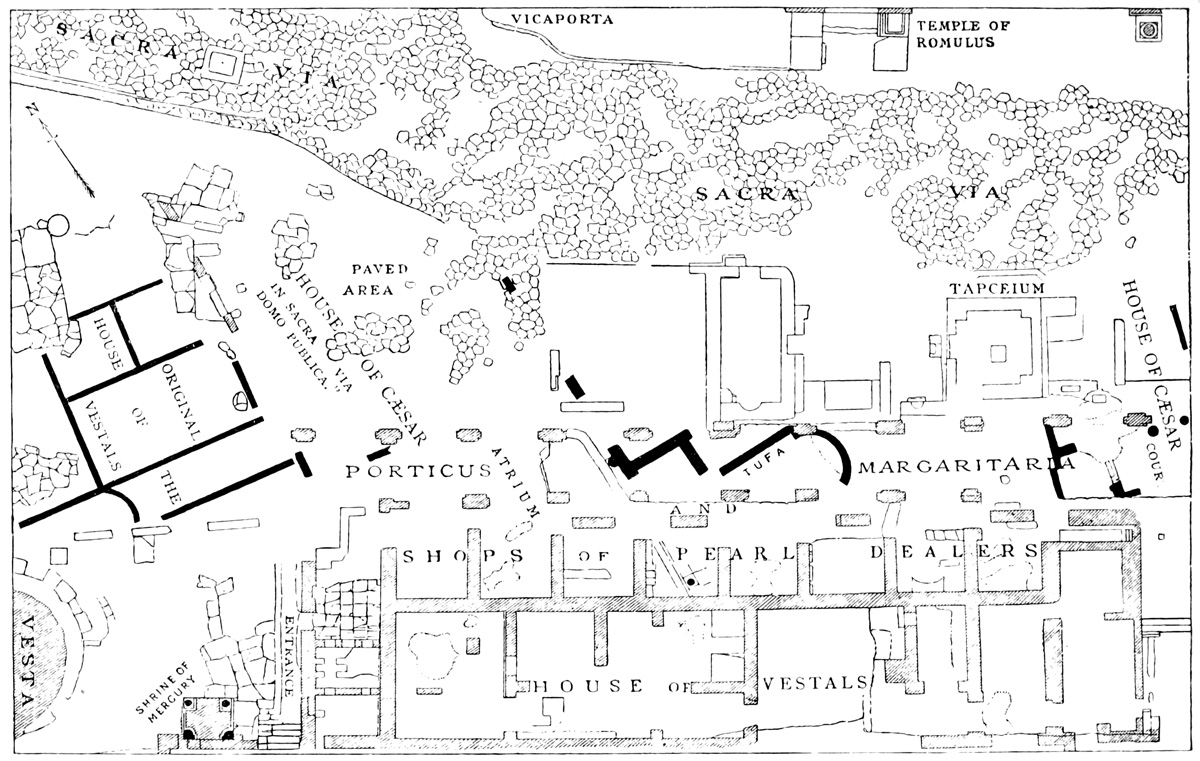 VICAPORTA
TEMPLE OF
ROMULUS
SACRA VIA
N
SACRA VIA
PAVED
AREA
TAPCEIUM
HOUSE OF CÆSAR
IN SACRA VIA
DOMO PUBLICA.
HOUSE OF CÆSAR
COUR
HOUSE
OF
VESTALS
ORIGINAL
THE
ATRIUM
PORTICUS
TUFA
MARGARITARIA
AND
SHOPS OF PEARL DEALERS
VESTA
ENTRANCE
SHRINE OF
MERCURY
HOUSE OF VESTALS